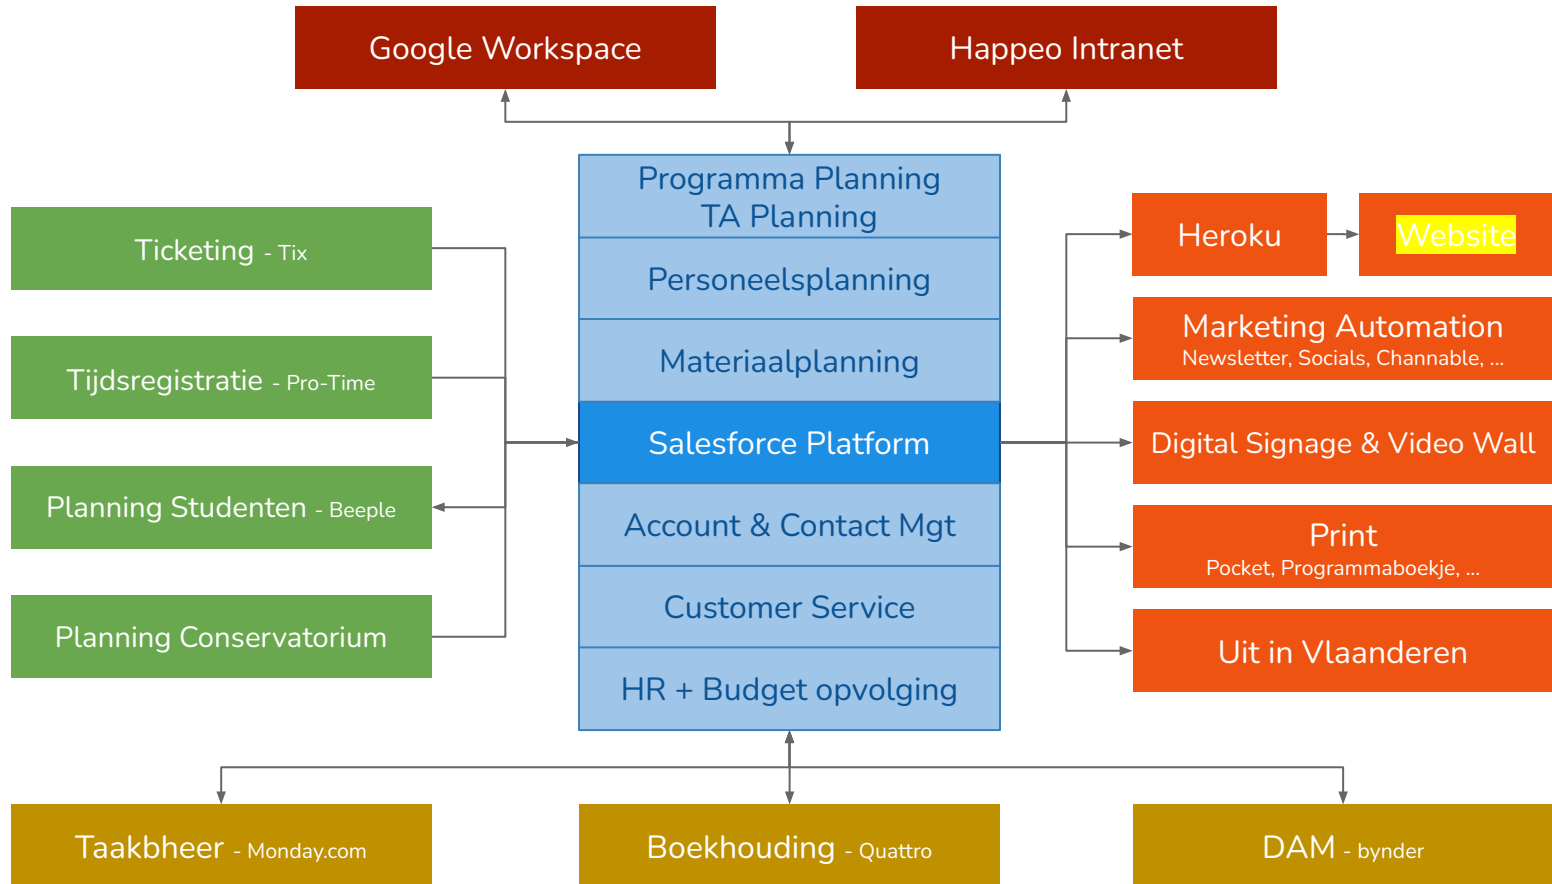 Google Workspace
Happeo Intranet
Programma Planning
TA Planning
Personeelsplanning
Materiaalplanning
Salesforce Platform
Account & Contact Mgt
Customer Service
HR + Budget opvolging
Ticketing - Tix
Tijdsregistratie - Pro-Time
Planning Studenten - Beeple
Planning Conservatorium
Heroku
Website
Marketing Automation
Newsletter, Socials, Channable, ...
Digital Signage & Video Wall
Print
Pocket, Programmaboekje, ...
Uit in Vlaanderen
Taakbheer - Monday.com
Boekhouding - Quattro
DAM - bynder